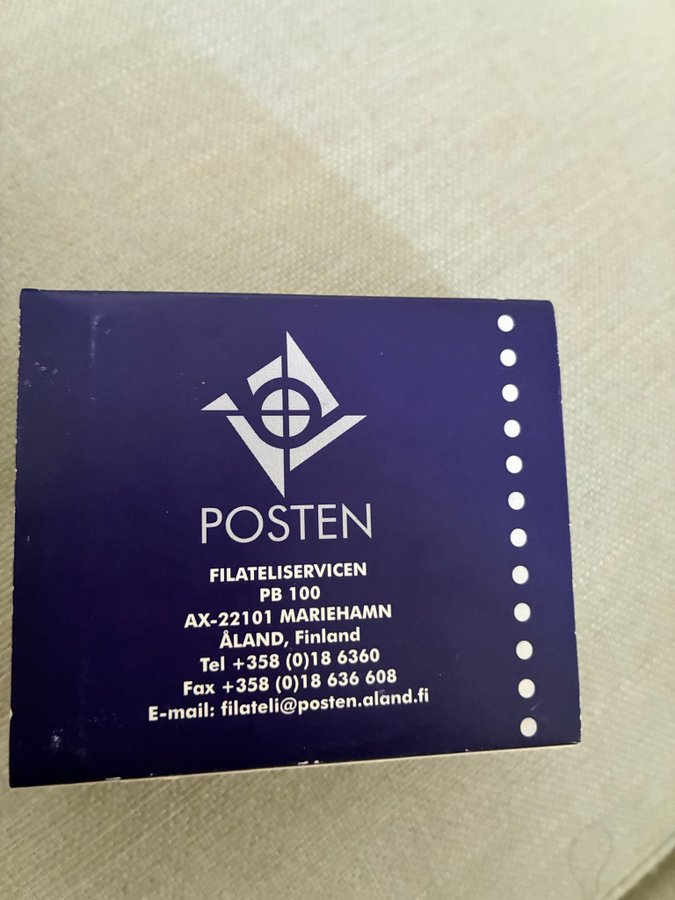 POSTEN
FILATELISERVICEN
PB 100
AX-22101 MARIEHAMN
ÅLAND, Finland
Tel +358 (0)18 6360
Fax +358 (0)18 636 608
E-mail: filateli@posten.aland.fi